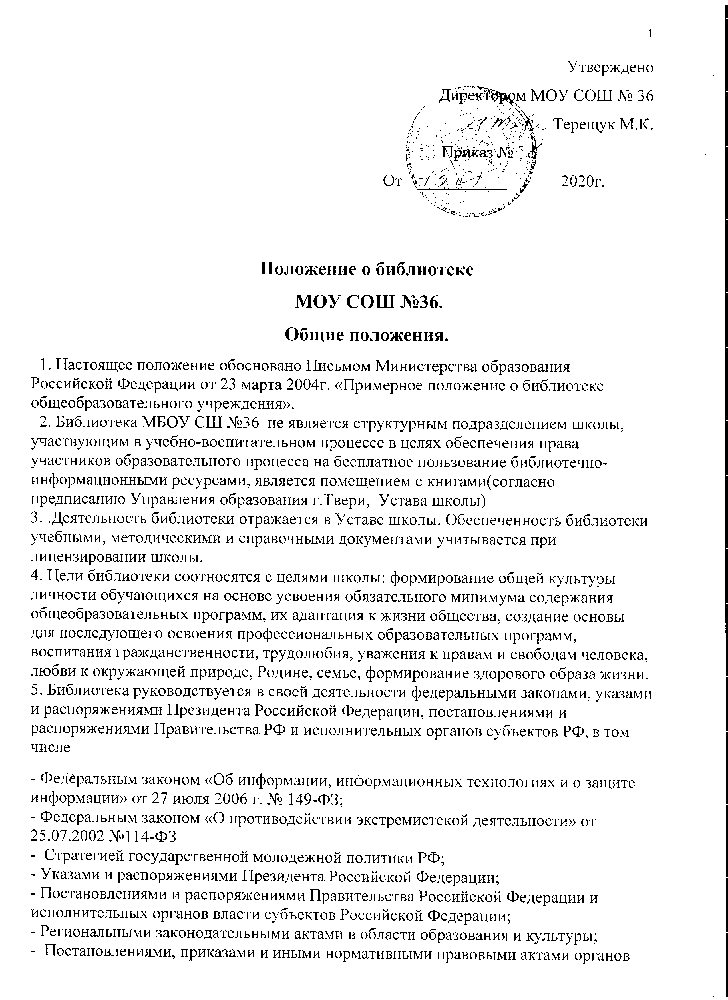 1
Утверждено
Директором МОУ СОШ № 36
Терещук М.К.
Приказ №
От 2020г.
Положение о библиотеке
МОУ СОШ №36.
Общие положения.
1. Настоящее положение обосновано Письмом Министерства образования
Российской Федерации от 23 марта 2004г. «Примерное положение о библиотеке
общеобразовательного учреждения».
2. Библиотека МБОУ СШ №36  не является структурным подразделением школы,
участвующим в учебно-воспитательном процессе в целях обеспечения права
участников образовательного процесса на бесплатное пользование библиотечно-
информационными ресурсами, является помещением с книгами(согласно
предписанию Управления образования г.Твери,  Устава школы)
3. .Деятельность библиотеки отражается в Уставе школы. Обеспеченность библиотеки
учебными, методическими и справочными документами учитывается при
лицензировании школы.
4. Цели библиотеки соотносятся с целями школы: формирование общей культуры
личности обучающихся на основе усвоения обязательного минимума содержания
общеобразовательных программ, их адаптация к жизни общества, создание основы
для последующего освоения профессиональных образовательных программ,
воспитания гражданственности, трудолюбия, уважения к правам и свободам человека,
любви к окружающей природе, Родине, семье, формирование здорового образа жизни.
5. Библиотека руководствуется в своей деятельности федеральными законами, указами
и распоряжениями Президента Российской Федерации, постановлениями и
распоряжениями Правительства РФ и исполнительных органов субъектов РФ, в том
числе
- Федеральным законом «Об информации, информационных технологиях и о защите
информации» от 27 июля 2006 г. № 149-ФЗ;
- Федеральным законом «О противодействии экстремистской деятельности» от
25.07.2002 №114-ФЗ
-  Стратегией государственной молодежной политики РФ;
- Указами и распоряжениями Президента Российской Федерации;
- Постановлениями и распоряжениями Правительства Российской Федерации и
исполнительных органов власти субъектов Российской Федерации;
- Региональными законодательными актами в области образования и культуры;
-  Постановлениями, приказами и иными нормативными правовыми актами органов